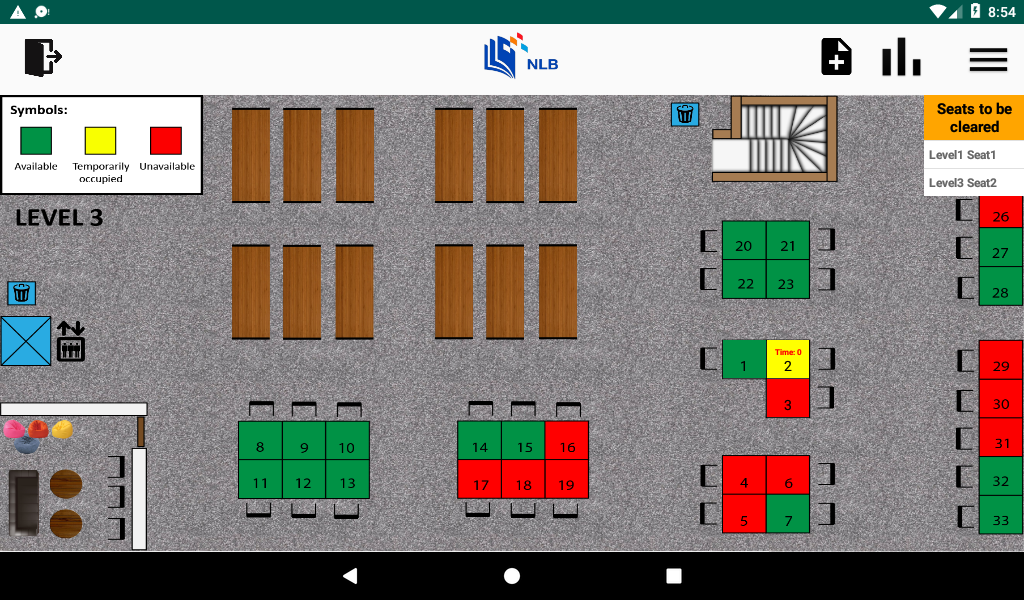 8:54
NLB
Symbols:
Available
Temporarily
occupied
Unavailable
LEVEL 3
Seats to be
cleared
Level1 Seat1
Level3 Seat2
26
27
28
20 21
22 23
1
Time: 0
2
3
29
30
31
32
33
8 9 10
11 12 13
14 15 16
17 18 19
4 6
5 7